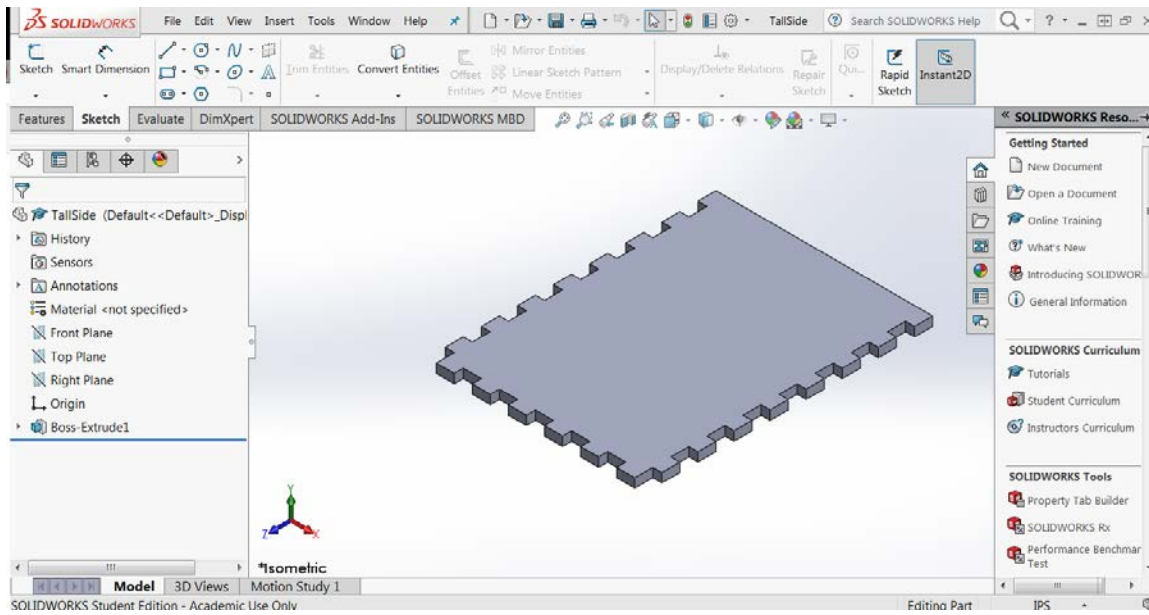 SOLIDWORKS File Edit View Insert Tools Window Help TallSide Search SOLIDWORKS Help
Sketch Smart Dimension Trim Entities Convert Entities Offset Entities Mirror Entities Linear Sketch Pattern Move Entities Display/Delete Relations Repair Sketch Qui... Rapid Sketch Instant2D
Features Sketch Evaluate DimXpert SOLIDWORKS Add-Ins SOLIDWORKS MBD
TallSide (Default<<Default>_Displ
History
Sensors
Annotations
Material <not specified>
Front Plane
Top Plane
Right Plane
Origin
Boss-Extrude1
Y
Z
X
*Isometric
SOLIDWORKS Reso...
Getting Started
New Document
Open a Document
Online Training
What's New
Introducing SOLIDWOR
General Information
SOLIDWORKS Curriculum
Tutorials
Student Curriculum
Instructors Curriculum
SOLIDWORKS Tools
Property Tab Builder
SOLIDWORKS Rx
Performance Benchmar
Test
Model 3D Views Motion Study 1
SOLIDWORKS Student Edition - Academic Use Only Editing Part IPS